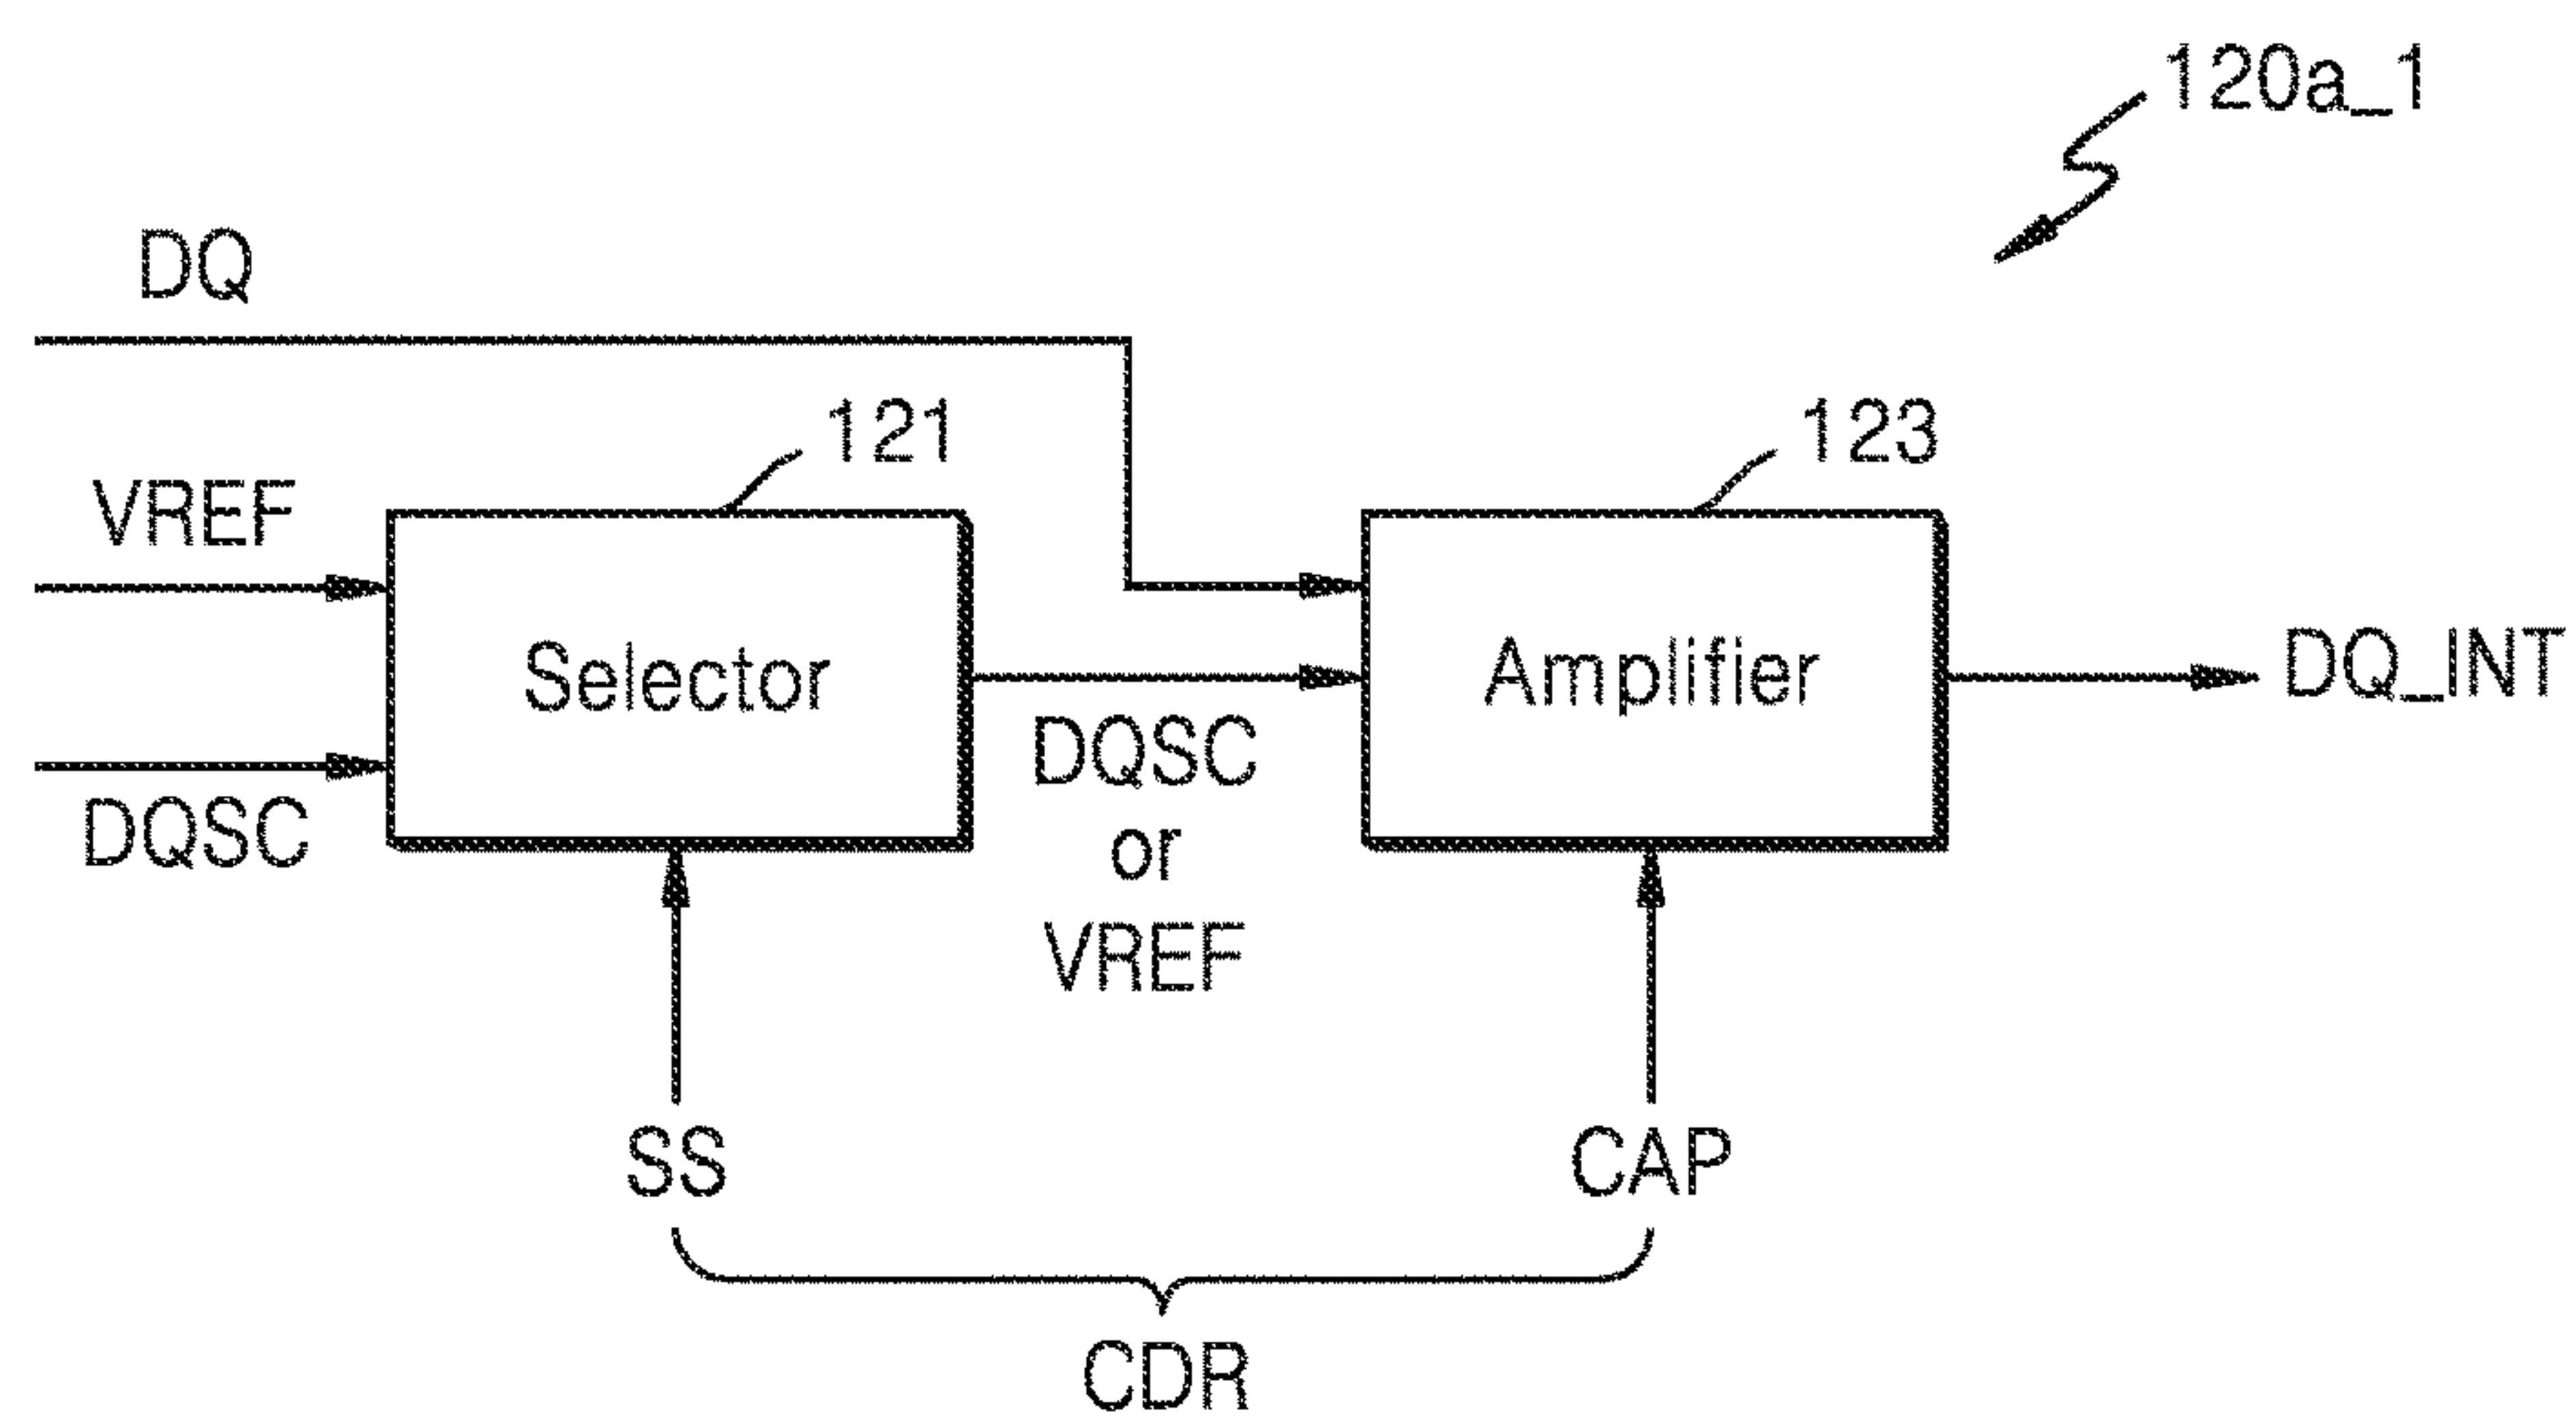 120a_1
DQ
121
123
VREF
Selector
Amplifier
DQ_INT
DQSC
DQSC
or
VREF
SS
CAP
CDR